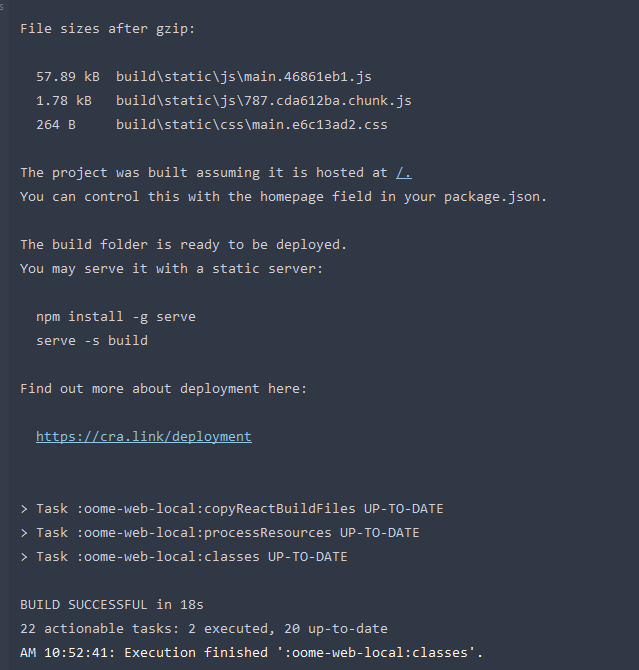 File sizes after gzip:
57.89 kB  build\static\js\main.46861eb1.js
1.78 kB   build\static\js\787.cda612ba.chunk.js
264 B     build\static\css\main.e6c13ad2.css
The project was built assuming it is hosted at /.
You can control this with the homepage field in your package.json.
The build folder is ready to be deployed.
You may serve it with a static server:
npm install -g serve
serve -s build
Find out more about deployment here:
https://cra.link/deployment
> Task :oome-web-local:copyReactBuildFiles UP-TO-DATE
> Task :oome-web-local:processResources UP-TO-DATE
> Task :oome-web-local:classes UP-TO-DATE
BUILD SUCCESSFUL in 18s
22 actionable tasks: 2 executed, 20 up-to-date
AM 10:52:41: Execution finished ':oome-web-local:classes'.